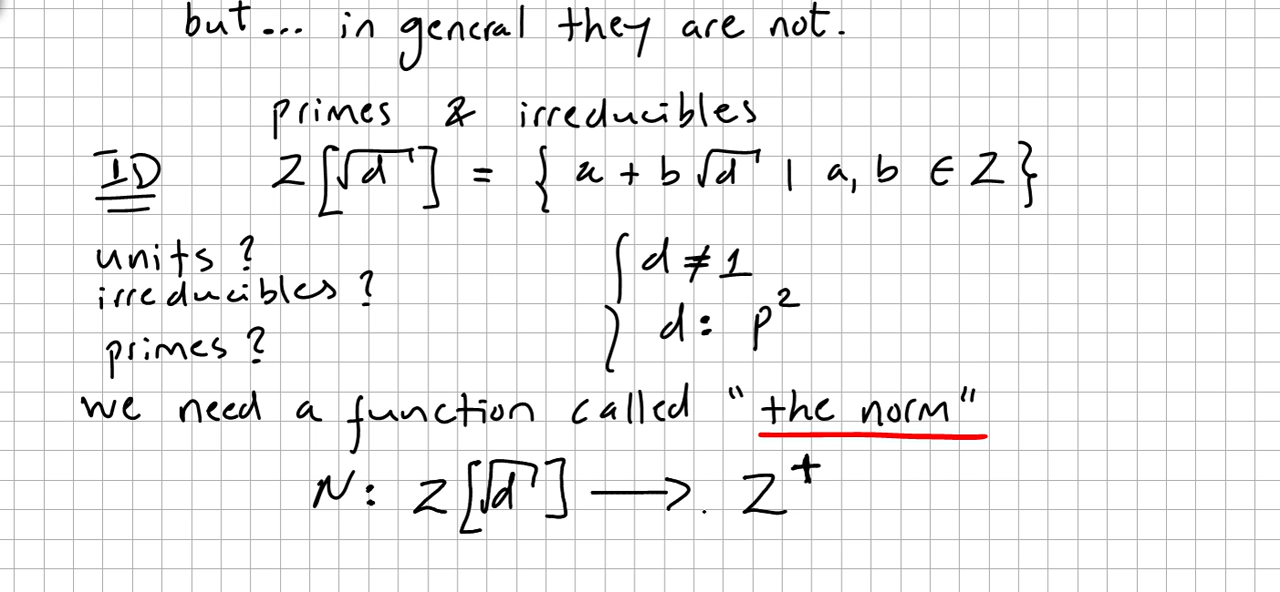 but... in general they are not.
primes & irreducibles
ID Z[√d] = { a + b√d | a, b ∈ Z }
units ?
irreducibles ?
primes ?
{ d ≠ 1
d : p²
we need a function called "the norm"
N: Z[√d] ⟶. Z⁺